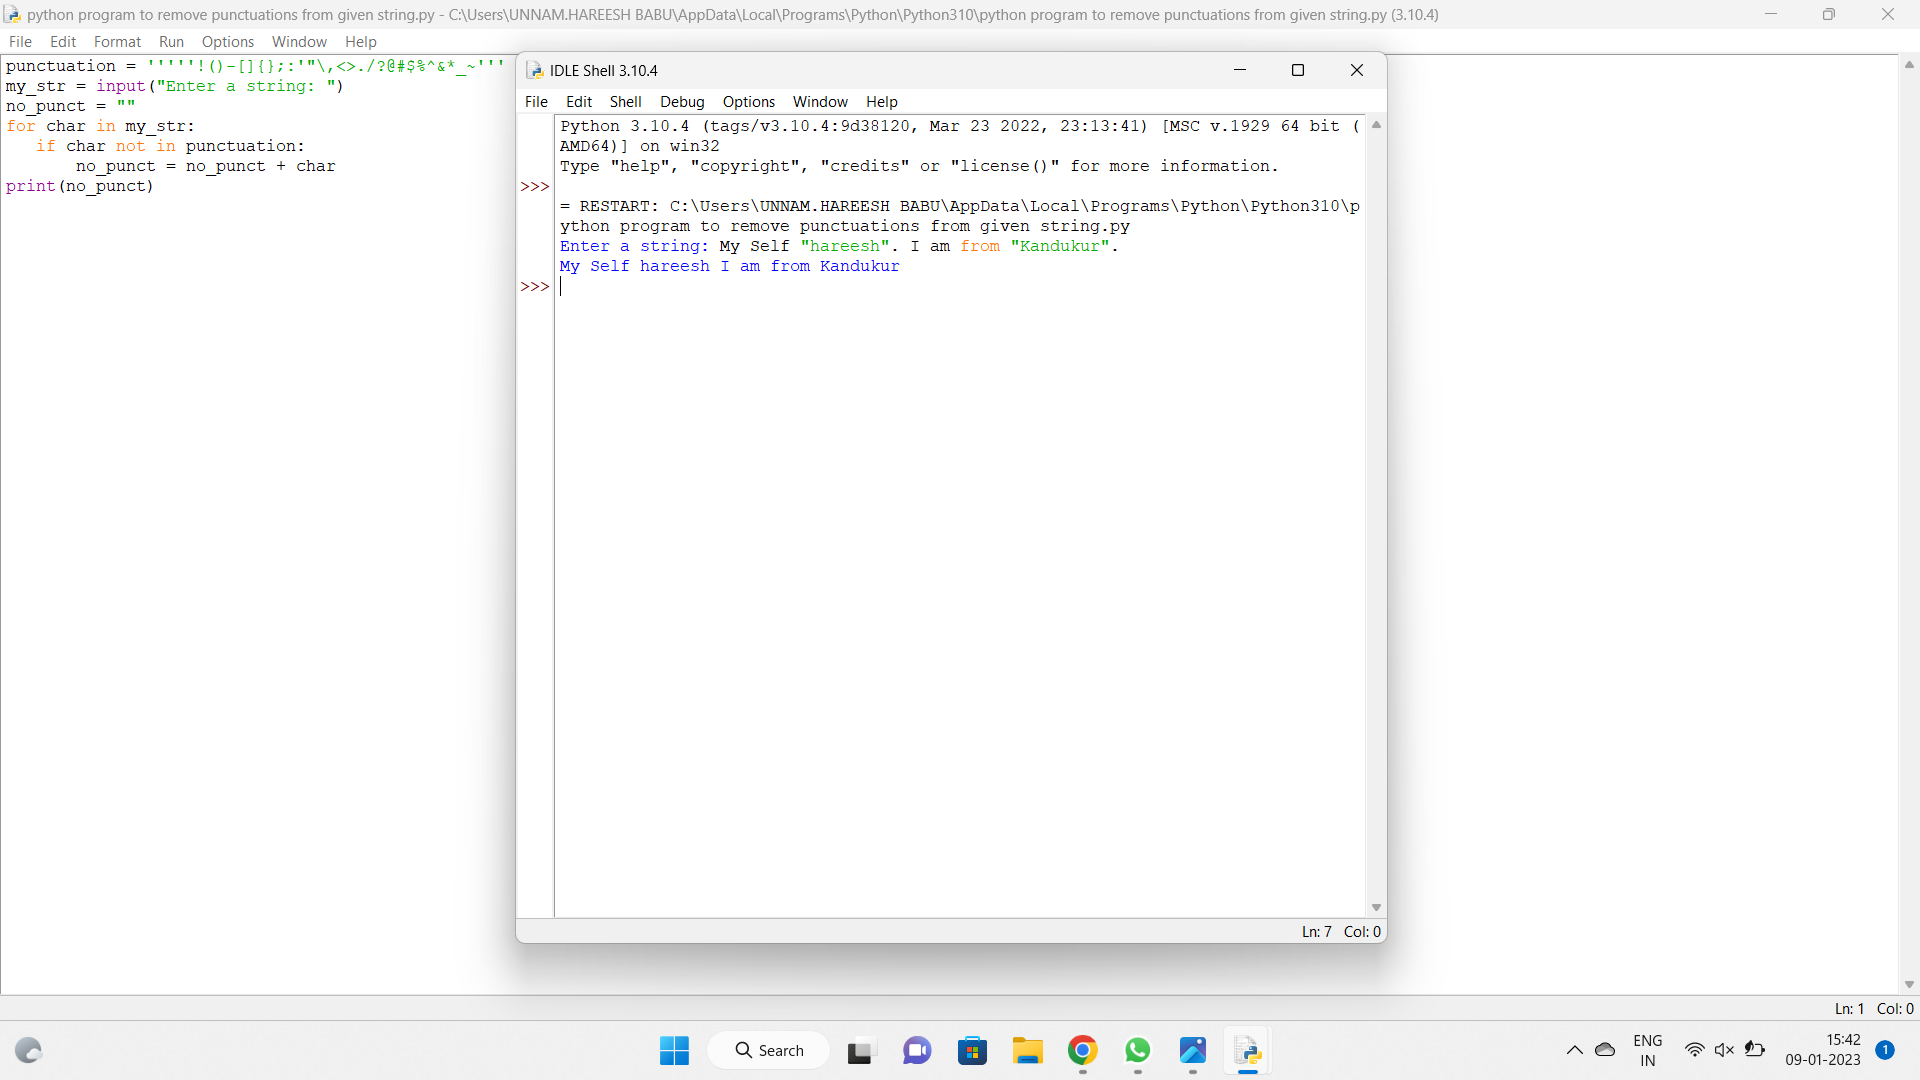 python program to remove punctuations from given string.py - C:\Users\UNNAM.HAREESH BABU\AppData\Local\Programs\Python\Python310\python program to remove punctuations from given string.py (3.10.4)
File Edit Format Run Options Window Help
punctuation = '''''!()-[]{};:'"\,<>./?@#$%^&*_~'''
my_str = input("Enter a string: ")
no_punct = ""
for char in my_str:
   if char not in punctuation:
       no_punct = no_punct + char
print(no_punct)
IDLE Shell 3.10.4
File Edit Shell Debug Options Window Help
Python 3.10.4 (tags/v3.10.4:9d38120, Mar 23 2022, 23:13:41) [MSC v.1929 64 bit (
AMD64)] on win32
Type "help", "copyright", "credits" or "license()" for more information.
>>>
= RESTART: C:\Users\UNNAM.HAREESH BABU\AppData\Local\Programs\Python\Python310\p
ython program to remove punctuations from given string.py
Enter a string: My Self "hareesh". I am from "Kandukur".
My Self hareesh I am from Kandukur
>>>
Ln: 7 Col: 0
Ln: 1 Col: 0
Search
ENG
IN
15:42
09-01-2023
1